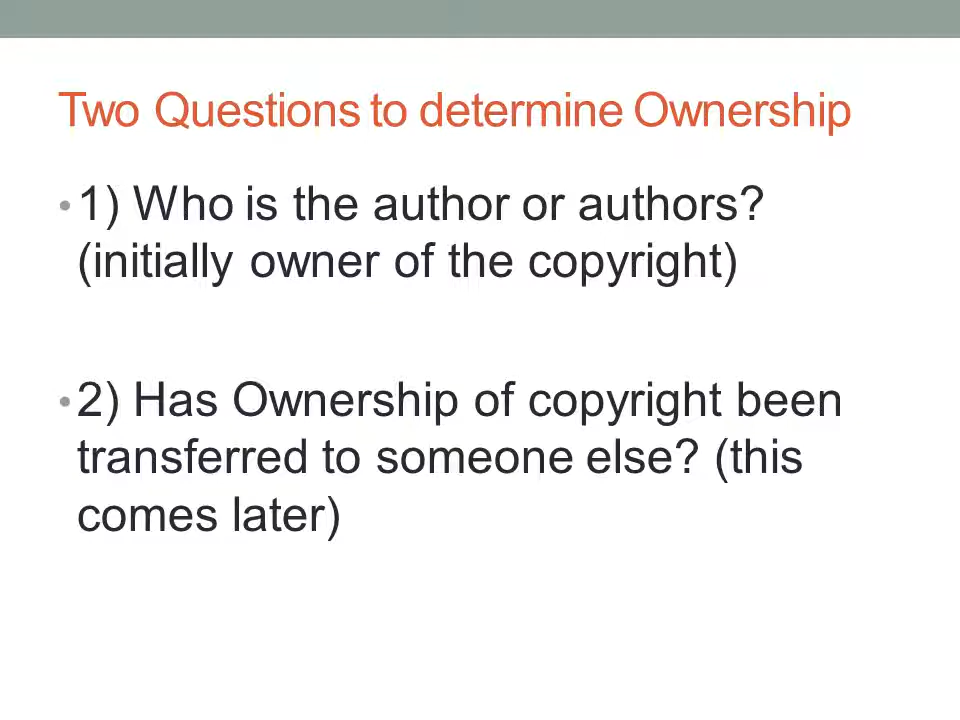 Two Questions to determine Ownership
• 1) Who is the author or authors?
(initially owner of the copyright)
• 2) Has Ownership of copyright been
transferred to someone else? (this
comes later)